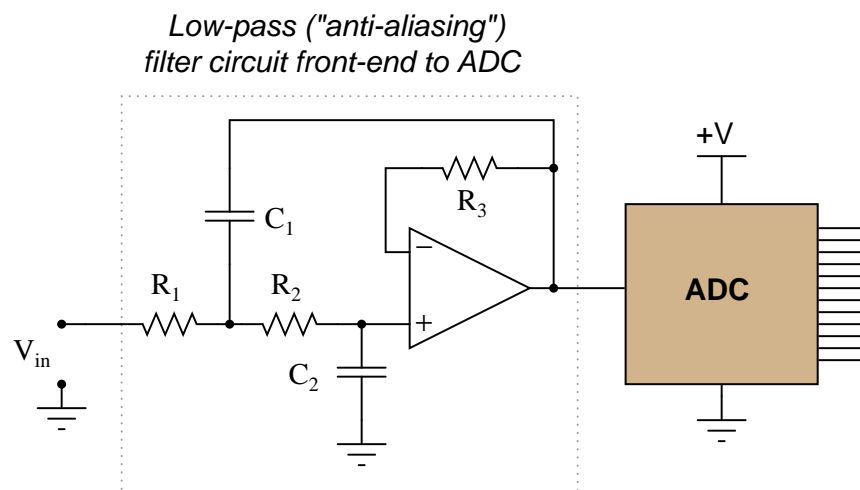 Low-pass ("anti-aliasing")
filter circuit front-end to ADC
+V
R3
C1
−
ADC
R1
R2
+
Vin
C2